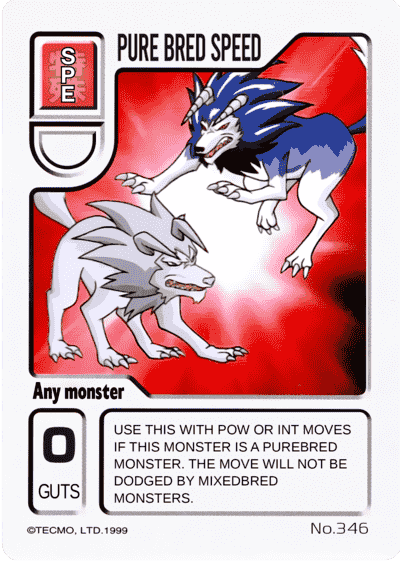 PURE BRED SPEED
SPE
Any monster
0
GUTS
USE THIS WITH POW OR INT MOVES
IF THIS MONSTER IS A PUREBRED
MONSTER. THE MOVE WILL NOT BE
DODGED BY MIXEDBRED
MONSTERS.
©TECMO, LTD.1999
No.346